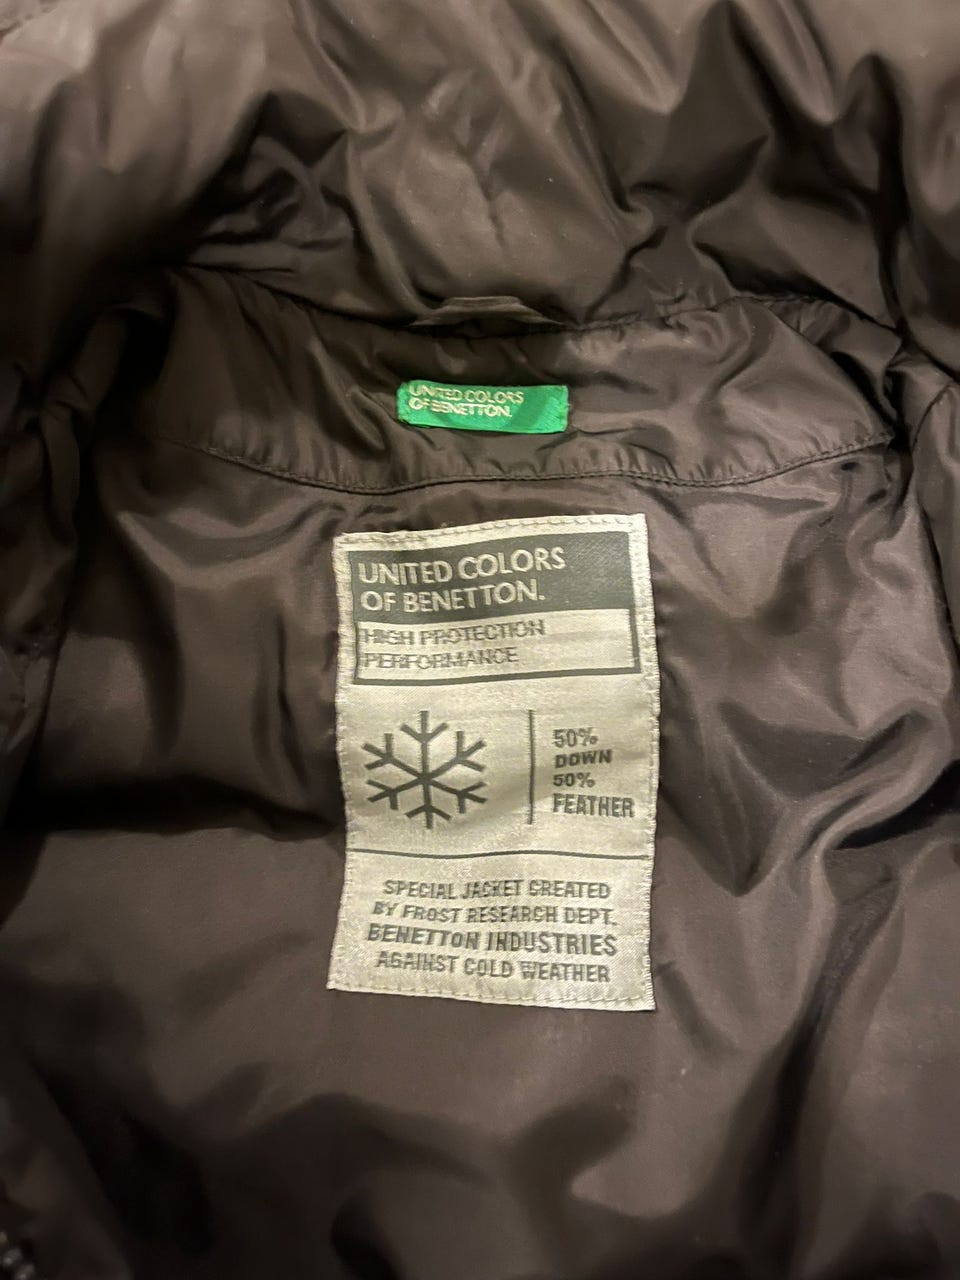 UNITED COLORS
OF BENETTON.
UNITED COLORS
OF BENETTON.
HIGH PROTECTION
PERFORMANCE
50%
DOWN
50%
FEATHER
SPECIAL JACKET CREATED
BY FROST RESEARCH DEPT.
BENETTON INDUSTRIES
AGAINST COLD WEATHER